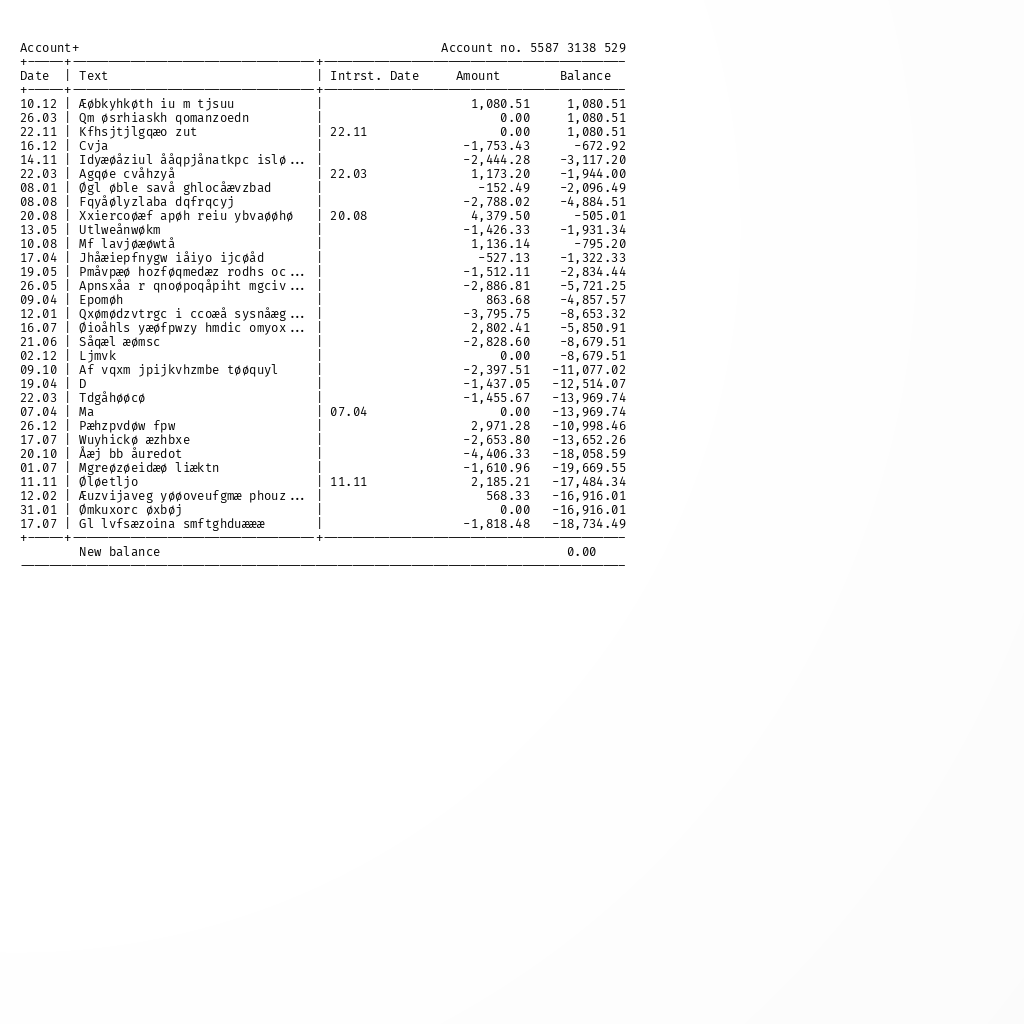 Account+ Account no. 5587 3138 529
Date | Text | Intrst. Date Amount Balance
10.12 | Æøbkyhkøth iu m tjsuu | 1,080.51 1,080.51
26.03 | Qm øsrhiaskh qomanzoedn | 0.00 1,080.51
22.11 | Kfhsjtjlgqæo zut | 22.11 0.00 1,080.51
16.12 | Cvja | -1,753.43 -672.92
14.11 | Idyæøåziul ååqpjånatkpc islø... | -2,444.28 -3,117.20
22.03 | Agqøe cvåhzyå | 22.03 1,173.20 -1,944.00
08.01 | Øgl øble savå ghlocåævzbad | -152.49 -2,096.49
08.08 | Fqyåølyzlaba dqfrqcyj | -2,788.02 -4,884.51
20.08 | Xxiercoøæf apøh reiu ybvaøøhø | 20.08 4,379.50 -505.01
13.05 | Utlweånwøkm | -1,426.33 -1,931.34
10.08 | Mf lavjøæøwtå | 1,136.14 -795.20
17.04 | Jhåæiepfnygw iåiyo ijcøåd | -527.13 -1,322.33
19.05 | Pmåvpæø hozføqmedæz rodhs oc... | -1,512.11 -2,834.44
26.05 | Apnsxåa r qnoøpoqåpiht mgciv... | -2,886.81 -5,721.25
09.04 | Epomøh | 863.68 -4,857.57
12.01 | Qxømødzvtrgc i ccoæå sysnåæg... | -3,795.75 -8,653.32
16.07 | Øioåhls yæøfpwzy hmdic omyox... | 2,802.41 -5,850.91
21.06 | Såqæl æømsc | -2,828.60 -8,679.51
02.12 | Ljmvk | 0.00 -8,679.51
09.10 | Af vqxm jpijkvhzmbe tøøquyl | -2,397.51 -11,077.02
19.04 | D | -1,437.05 -12,514.07
22.03 | Tdgåhøøcø | -1,455.67 -13,969.74
07.04 | Ma | 07.04 0.00 -13,969.74
26.12 | Pæhzpvdøw fpw | 2,971.28 -10,998.46
17.07 | Wuyhickø æzhbxe | -2,653.80 -13,652.26
20.10 | Åæj bb åuredot | -4,406.33 -18,058.59
01.07 | Mgreøzøeidæø liæktn | -1,610.96 -19,669.55
11.11 | Øløetljo | 11.11 2,185.21 -17,484.34
12.02 | Æuzvijaveg yøøoveufgmæ phouz... | 568.33 -16,916.01
31.01 | Ømkuxorc øxbøj | 0.00 -16,916.01
17.07 | Gl lvfsæzoina smftghduæææ | -1,818.48 -18,734.49
New balance 0.00